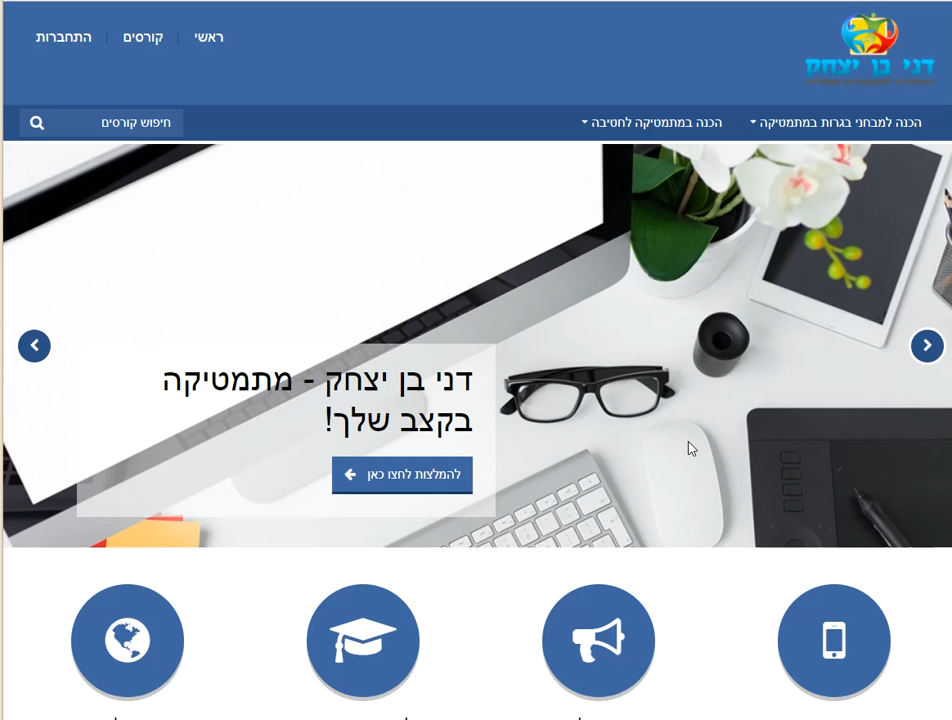 דני בן יצחק
ראשי
קורסים
התחברות
הכנה למבחני בגרות במתמטיקה
הכנה במתמטיקה לחטיבה
חיפוש קורסים
דני בן יצחק - מתמטיקה
בקצב שלך!
להמלצות לחצו כאן